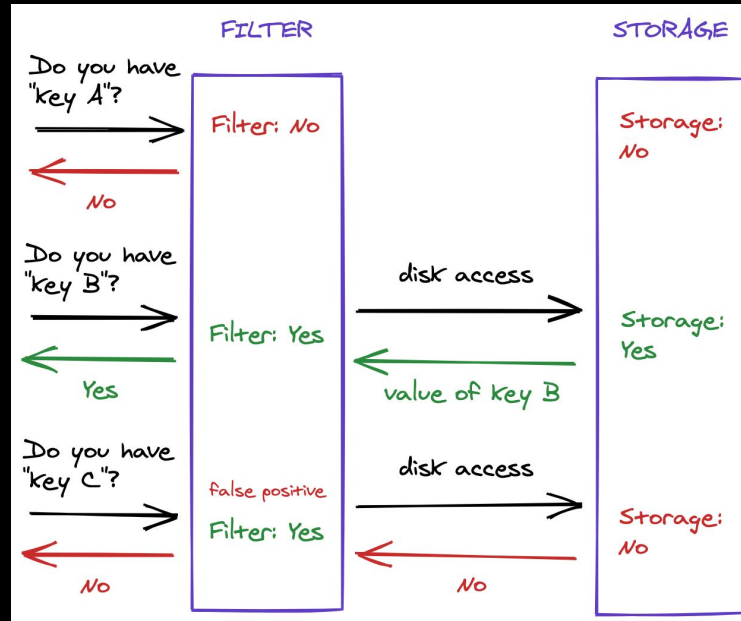 FILTER
STORAGE
Do you have
"key A"?
Filter: No
Storage:
No
No
Do you have
"key B"?
disk access
Filter: Yes
Storage:
Yes
Yes
value of key B
Do you have
"key C"?
disk access
false positive
Filter: Yes
Storage:
No
No
No